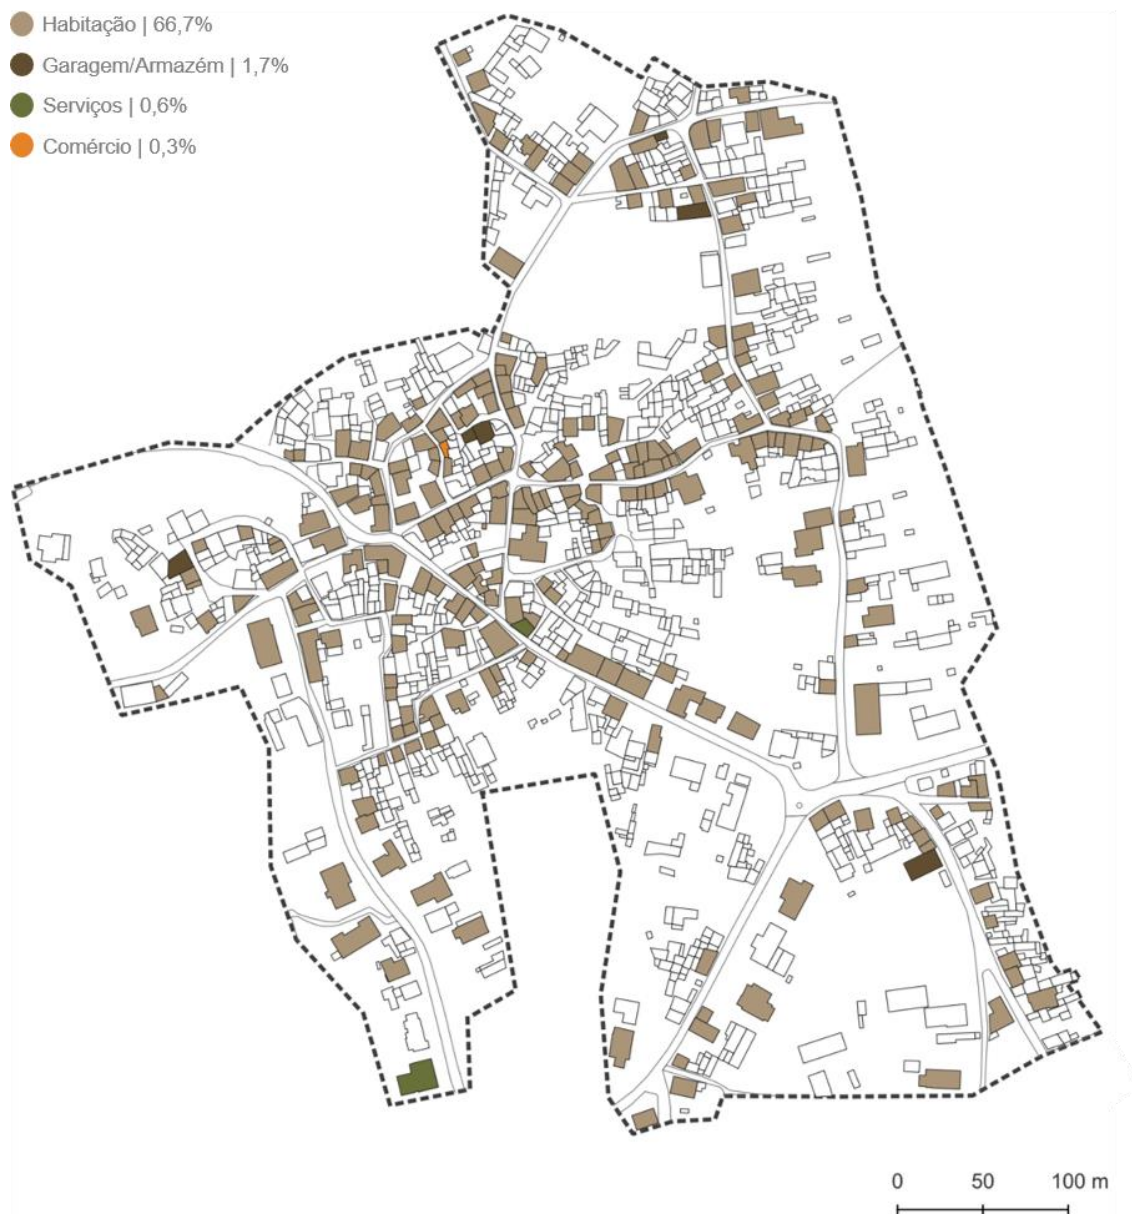 Habitação | 66,7%
Garagem/Armazém | 1,7%
Serviços | 0,6%
Comércio | 0,3%
0 50 100 m